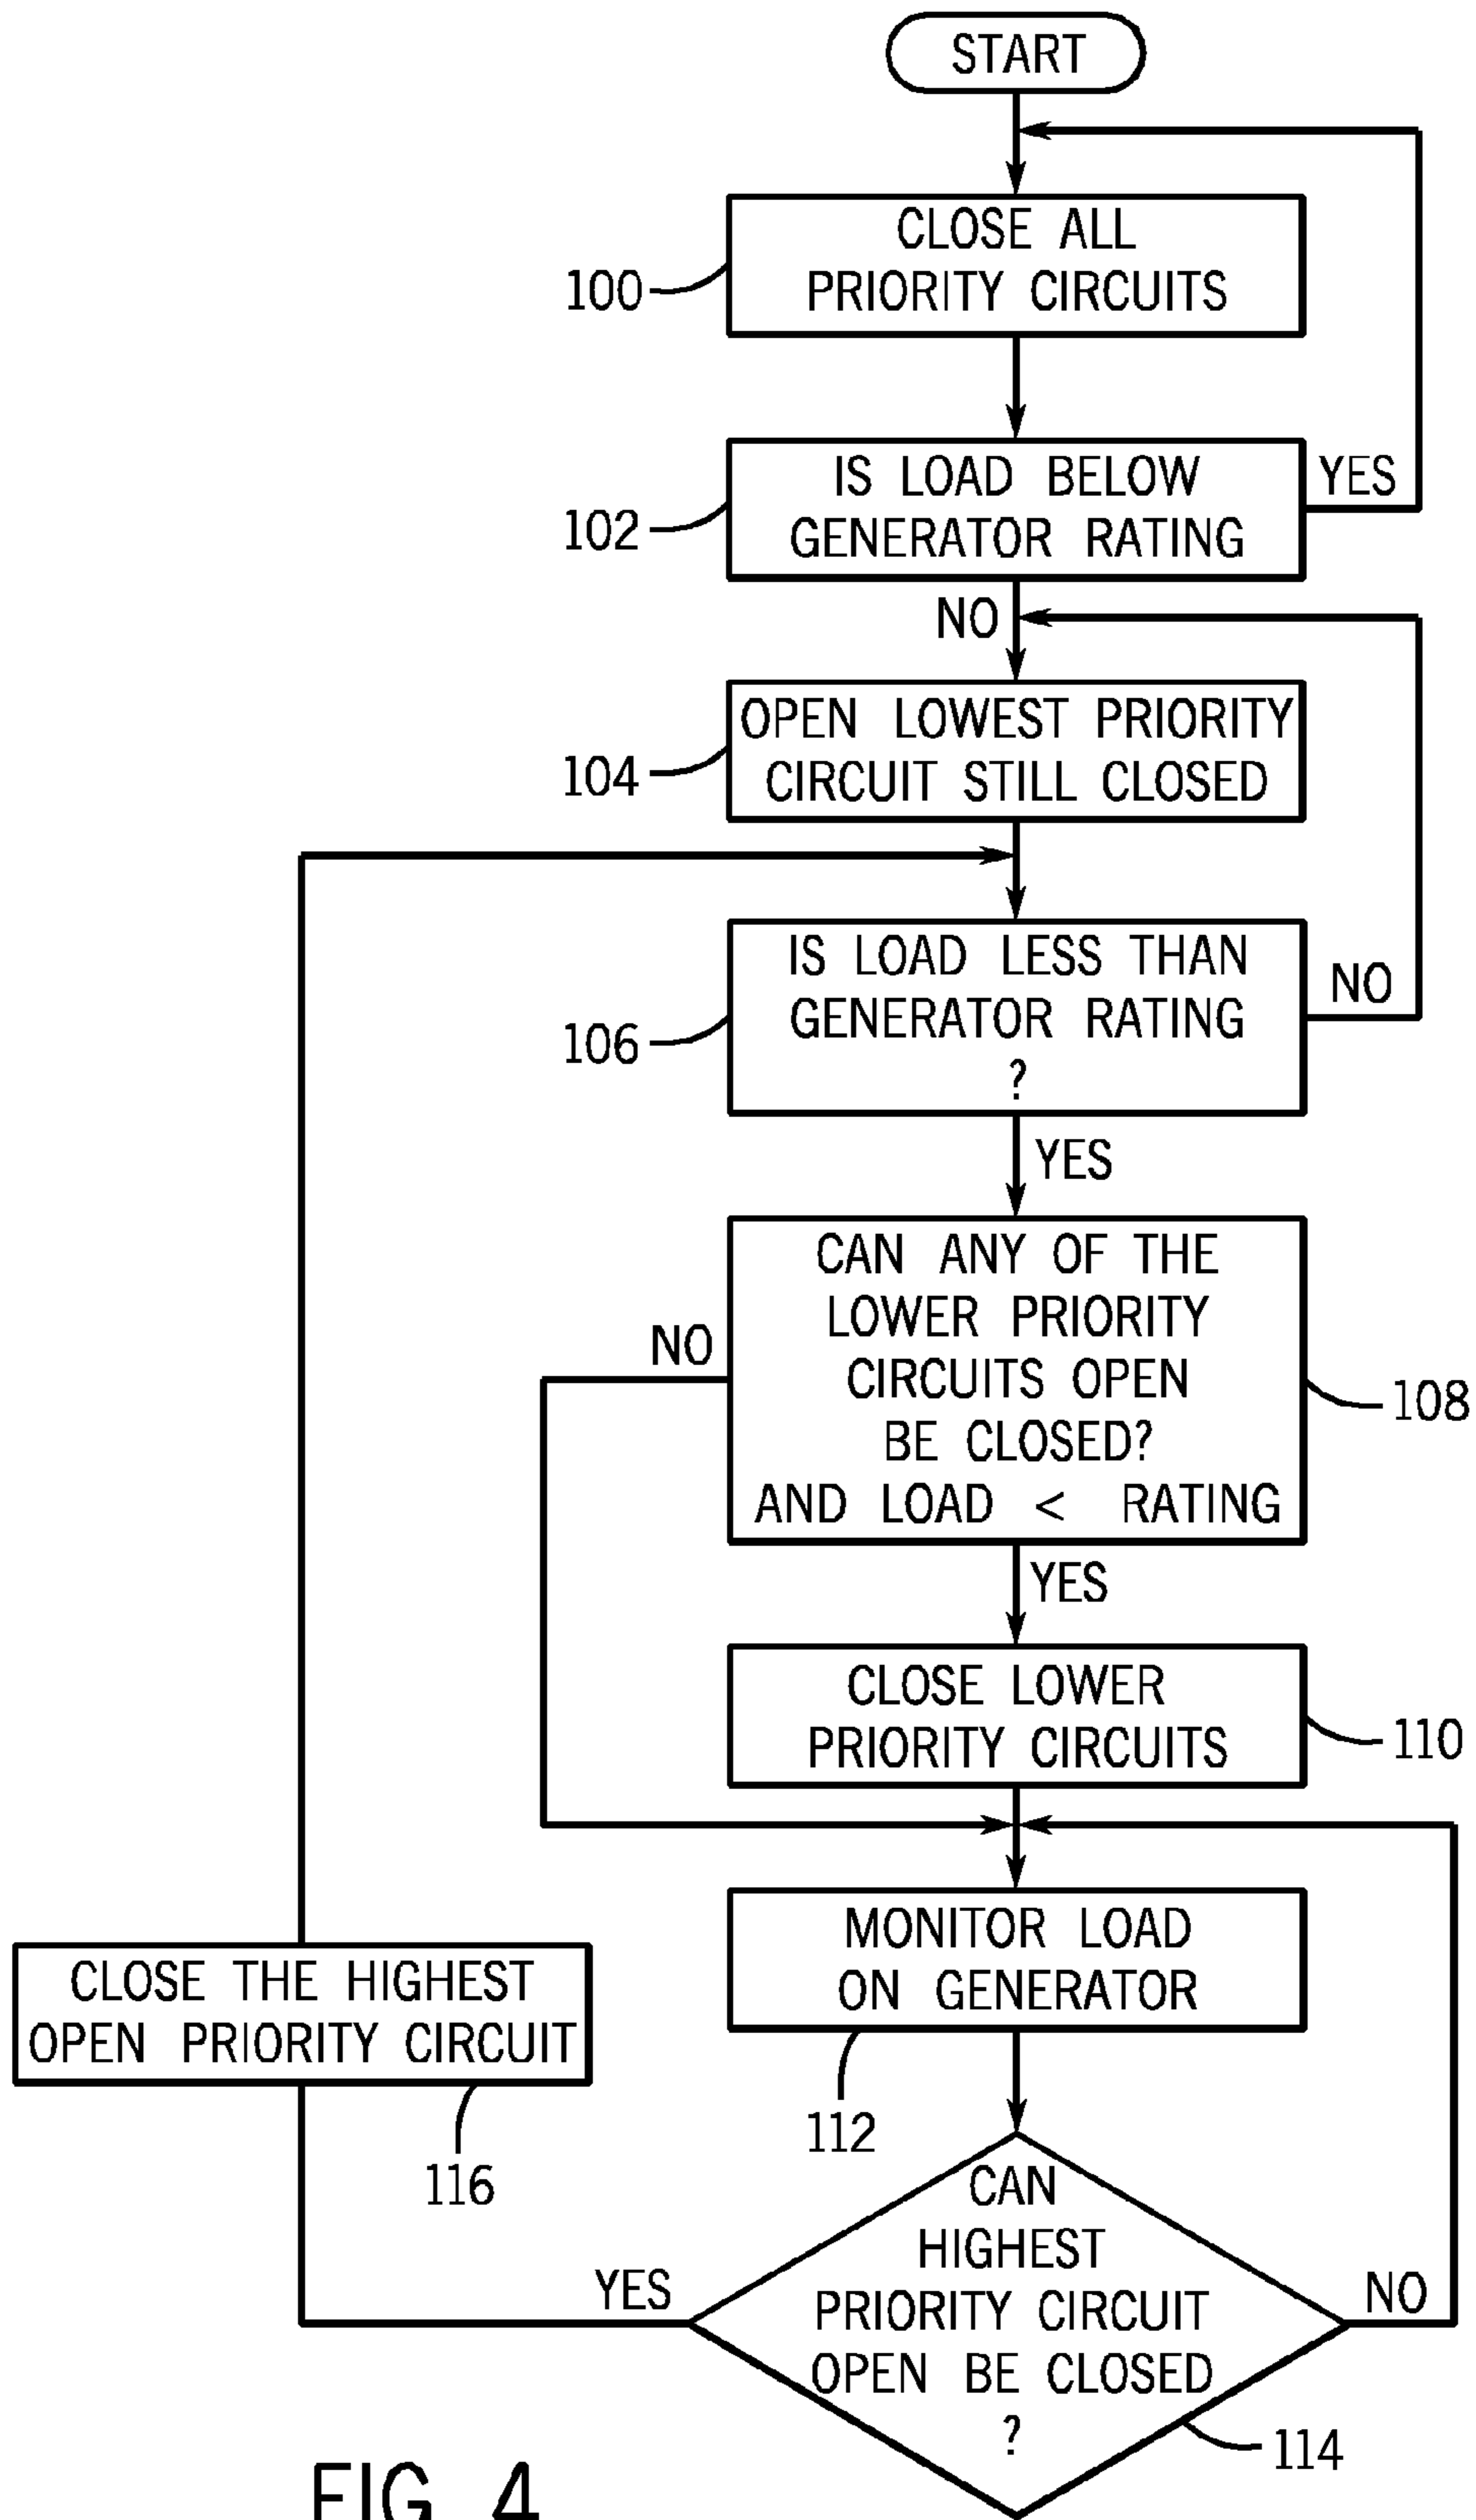 START
CLOSE ALL
PRIORITY CIRCUITS
100
IS LOAD BELOW
GENERATOR RATING
YES
102
NO
OPEN LOWEST PRIORITY
CIRCUIT STILL CLOSED
104
IS LOAD LESS THAN
GENERATOR RATING
?
NO
106
YES
CAN ANY OF THE
LOWER PRIORITY
CIRCUITS OPEN
BE CLOSED?
AND LOAD < RATING
NO
108
YES
CLOSE LOWER
PRIORITY CIRCUITS
110
MONITOR LOAD
ON GENERATOR
112
CLOSE THE HIGHEST
OPEN PRIORITY CIRCUIT
116
CAN
HIGHEST
PRIORITY CIRCUIT
OPEN BE CLOSED
?
YES
NO
114
FIG. 4